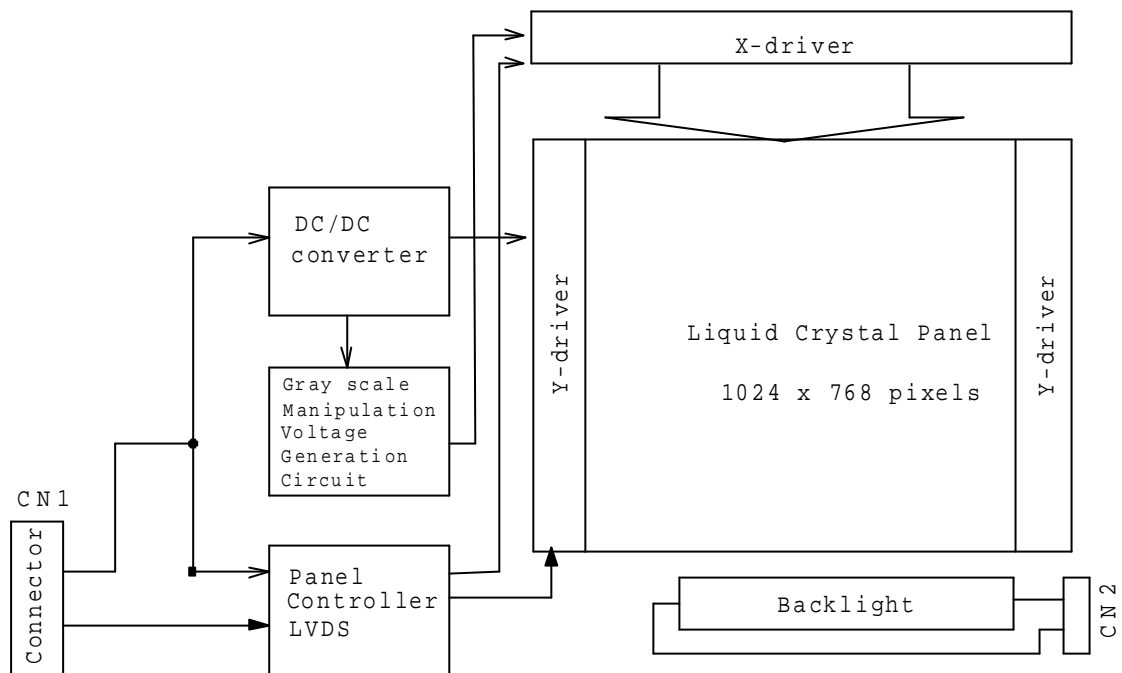 X-driver
DC/DC
converter
Gray scale
Manipulation
Voltage
Generation
Circuit
CN1
Connector
Panel
Controller
LVDS
Y-driver
Liquid Crystal Panel
1024 x 768 pixels
Y-driver
Backlight
CN2